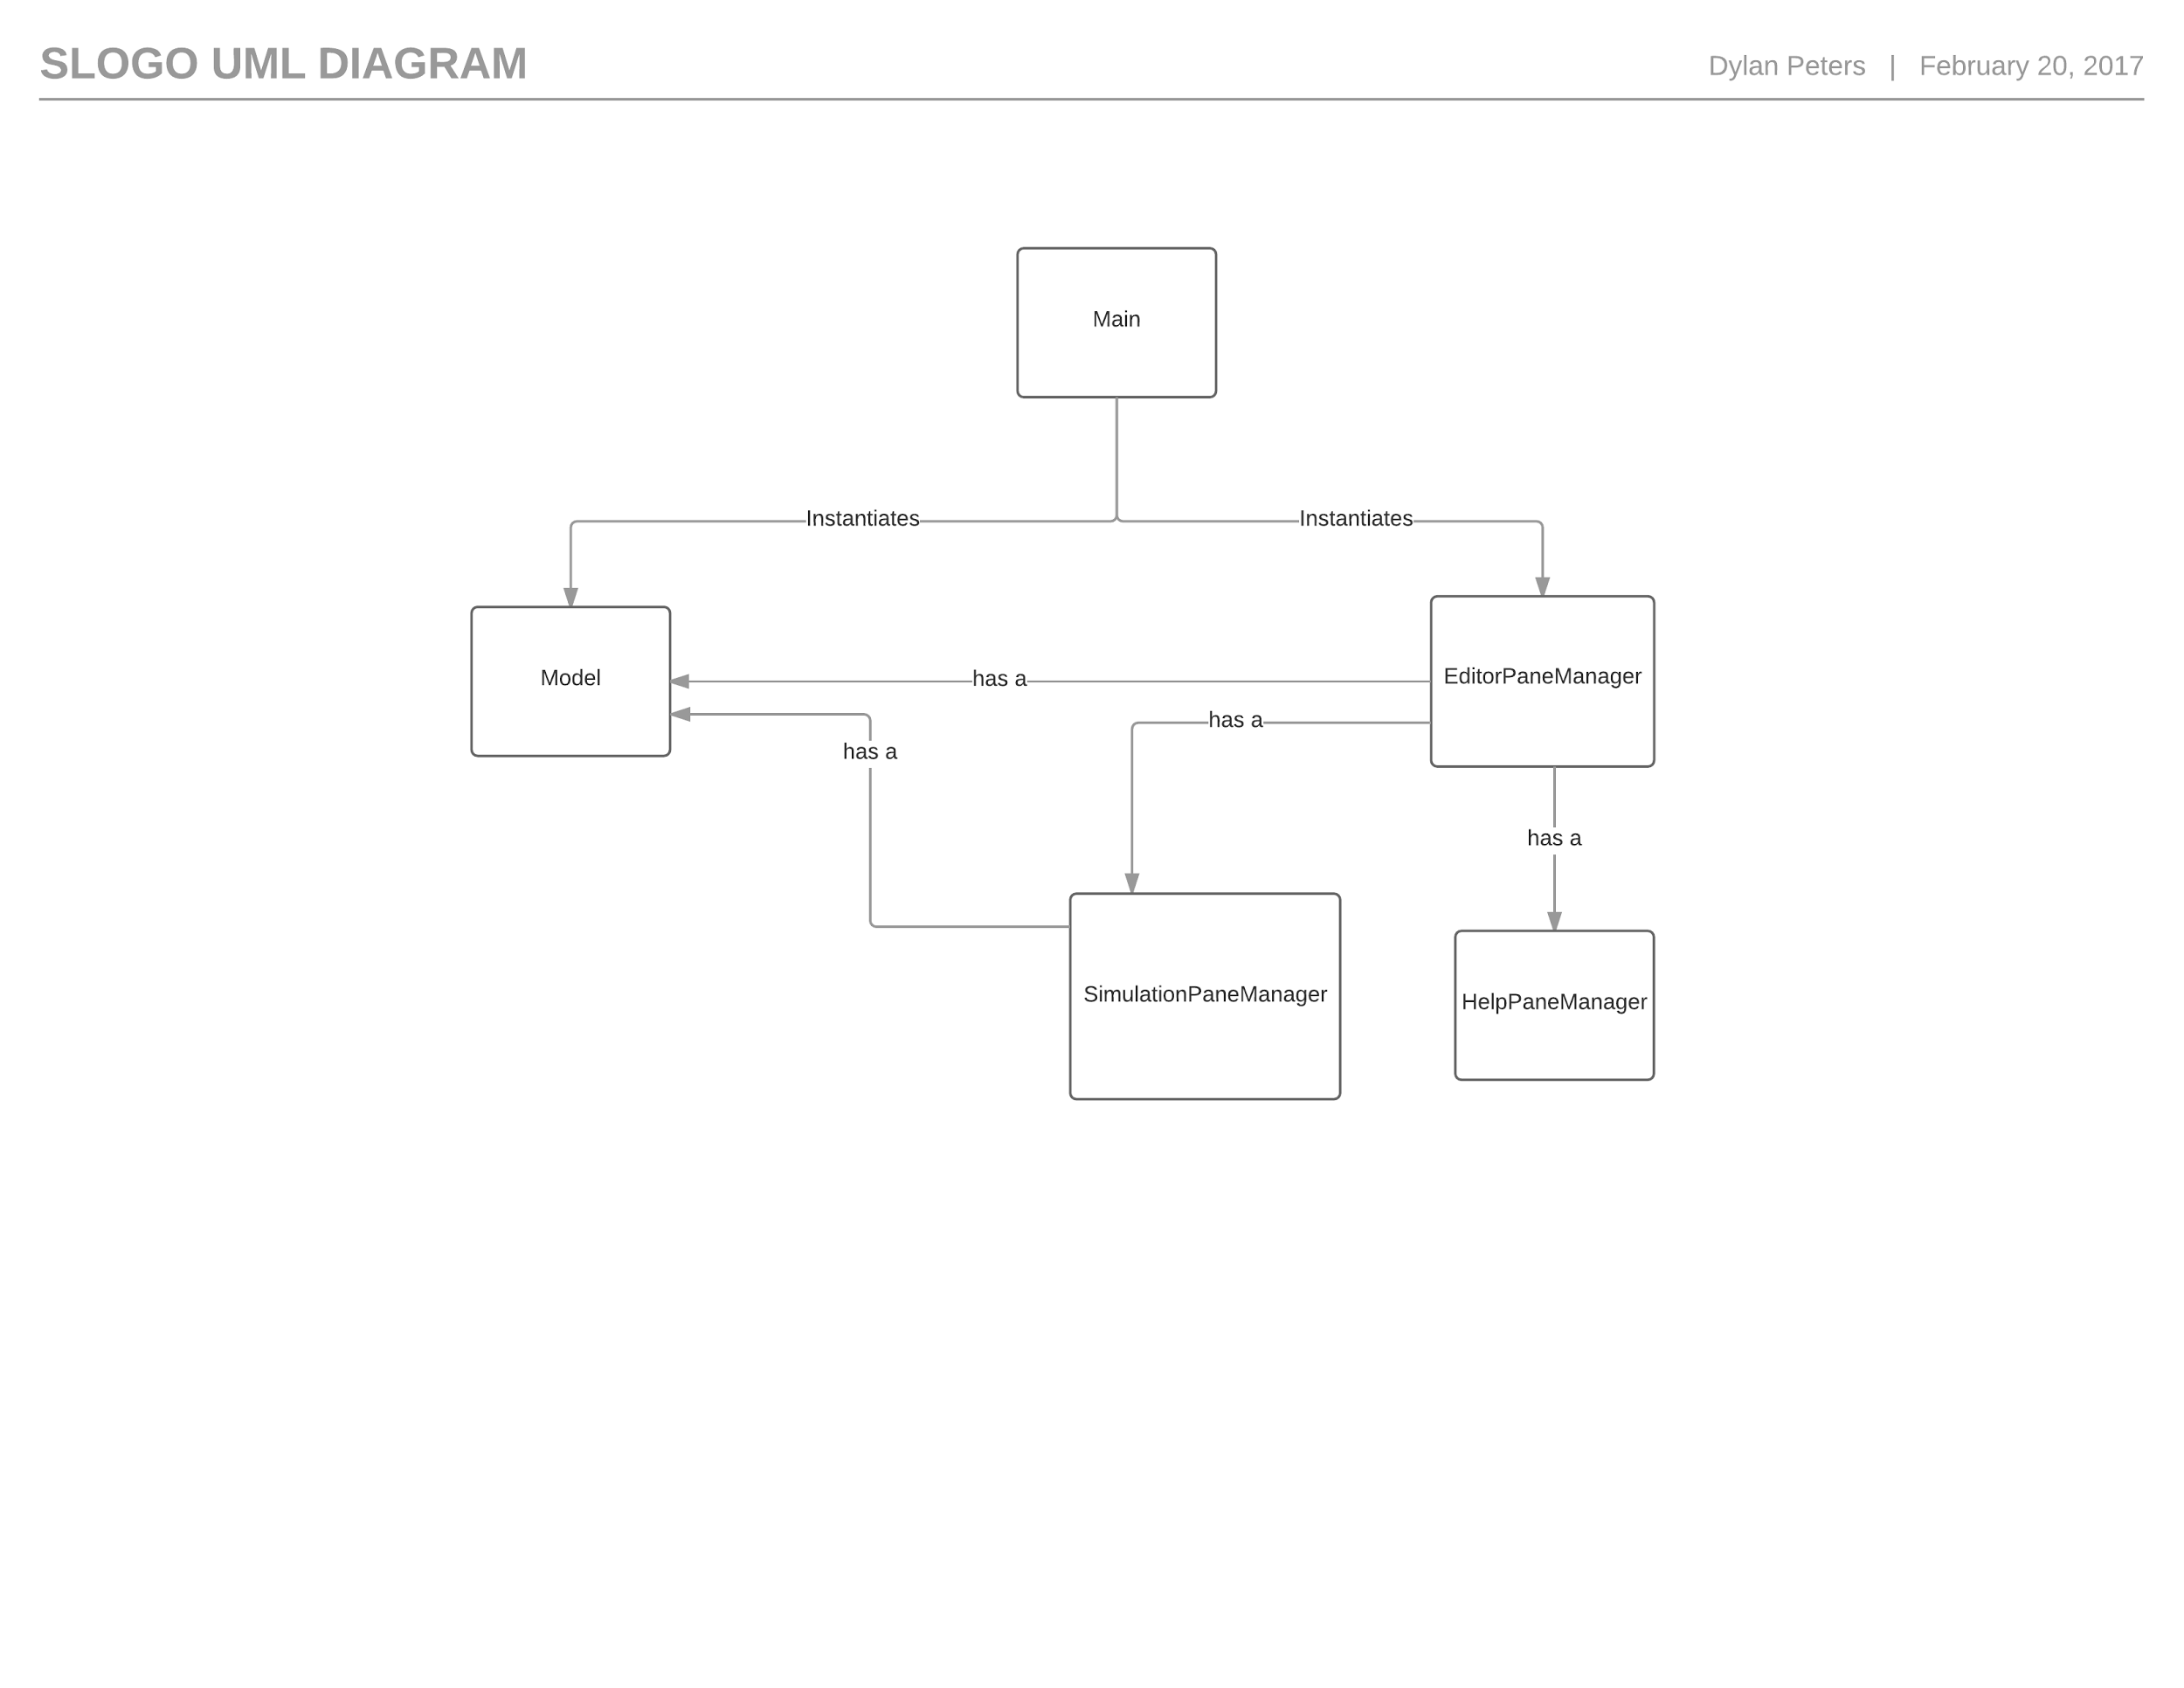 SLOGO UML DIAGRAM
Dylan Peters | February 20, 2017
Main
Instantiates
Instantiates
Model
EditorPaneManager
has a
has a
has a
has a
SimulationPaneManager
HelpPaneManager